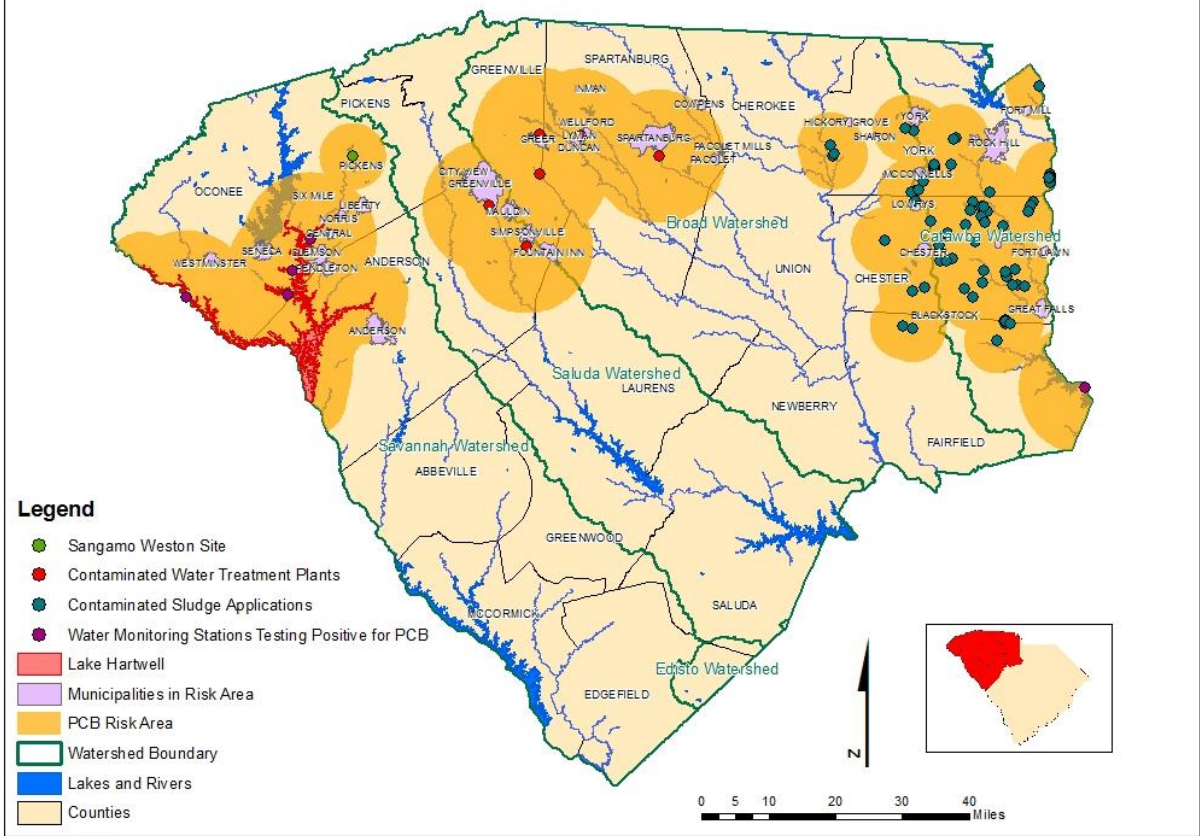 SPARTANBURG
GREENVILLE
INMAN
PICKENS
COWPENS
CHEROKEE
FORT MILL
HICKORY GROVE
YORK
WELLFORD
GREER
LYMAN
DUNCAN
SPARTANBURG
SHARON
ROCK HILL
PACOLET MILLS
PACOLET
YORK
PICKENS
CITY VIEW
GREENVILLE
MCCONNELLS
OCONEE
SIX MILE
LIBERTY
LOWRYS
NORRIS
MAULDIN
Broad Watershed
CENTRAL
SIMPSONVILLE
Catawba Watershed
SENECA
CLEMSON
FOUNTAIN INN
CHESTER
FORT LAWN
WESTMINSTER
PENDLETON
ANDERSON
UNION
CHESTER
GREAT FALLS
BLACKSTOCK
ANDERSON
Saluda Watershed
LAURENS
NEWBERRY
Savannah Watershed
FAIRFIELD
ABBEVILLE
GREENWOOD
MCCORMICK
SALUDA
Edisto Watershed
EDGEFIELD
Legend
Sangamo Weston Site
Contaminated Water Treatment Plants
Contaminated Sludge Applications
Water Monitoring Stations Testing Positive for PCB
Lake Hartwell
Municipalities in Risk Area
PCB Risk Area
Watershed Boundary
Lakes and Rivers
Counties
N
0 5 10 20 30 40
Miles